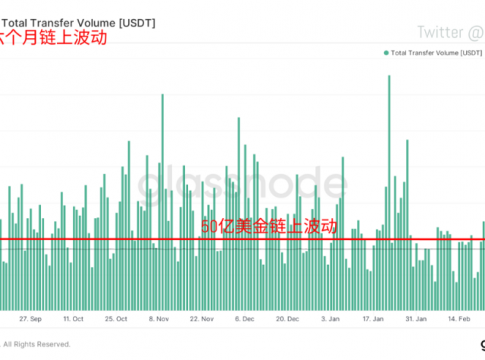 Total Transfer Volume [USDT]
Twitter @
六个月链上波动
Total Transfer Volume [USDT]
glassnode
50亿美金链上波动
27. Sep 11. Oct 25. Oct 8. Nov 22. Nov 6. Dec 20. Dec 3. Jan 17. Jan 31. Jan 14. Feb
. All Rights Reserved.